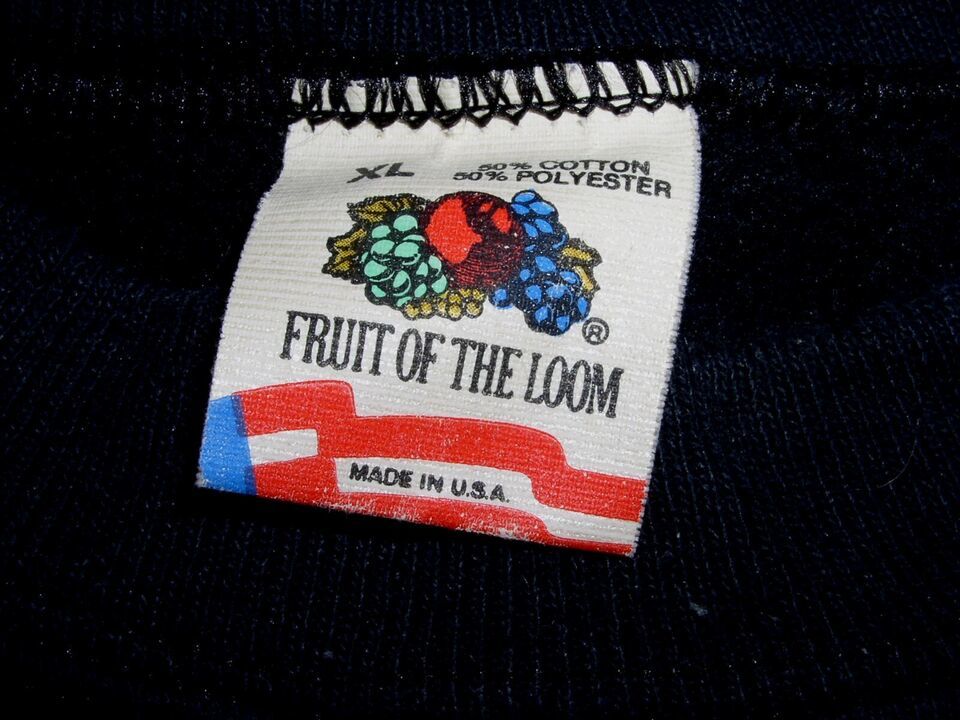 XL
50% COTTON
50% POLYESTER
®
FRUIT OF THE LOOM
MADE IN U.S.A.